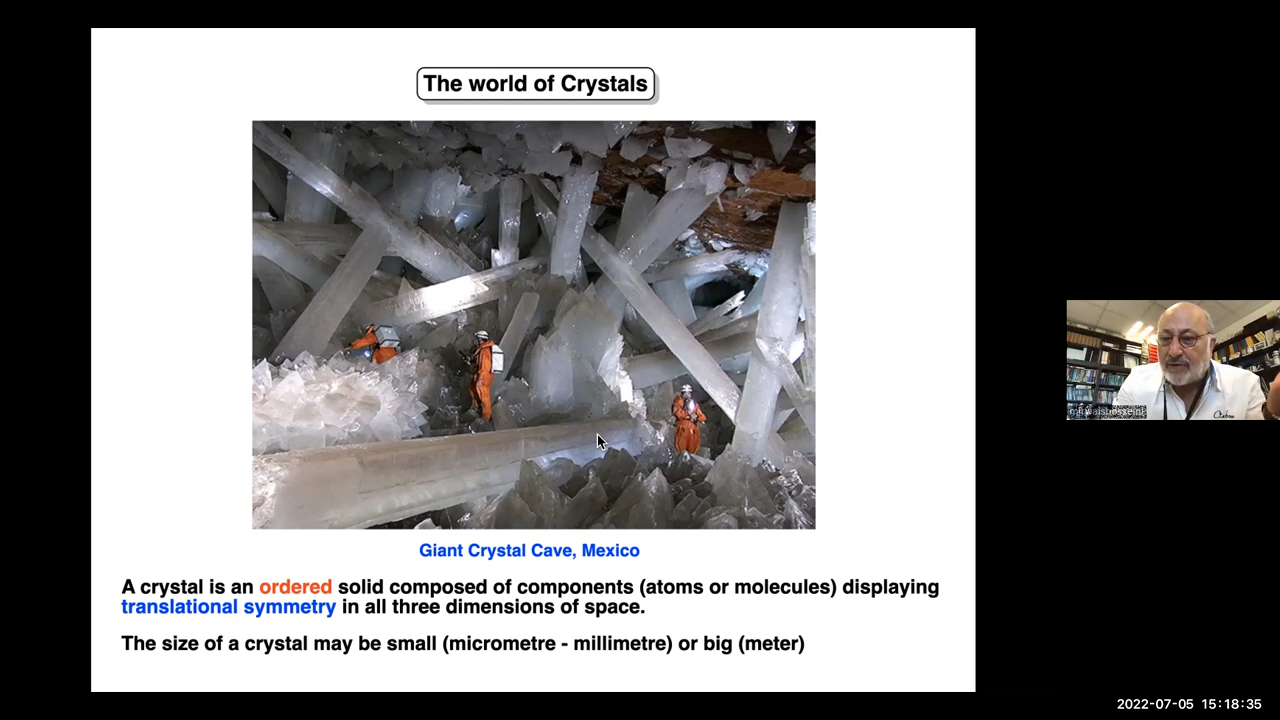 The world of Crystals
Giant Crystal Cave, Mexico
A crystal is an ordered solid composed of components (atoms or molecules) displaying
translational symmetry in all three dimensions of space.
The size of a crystal may be small (micrometre - millimetre) or big (meter)
2022-07-05 15:18:35